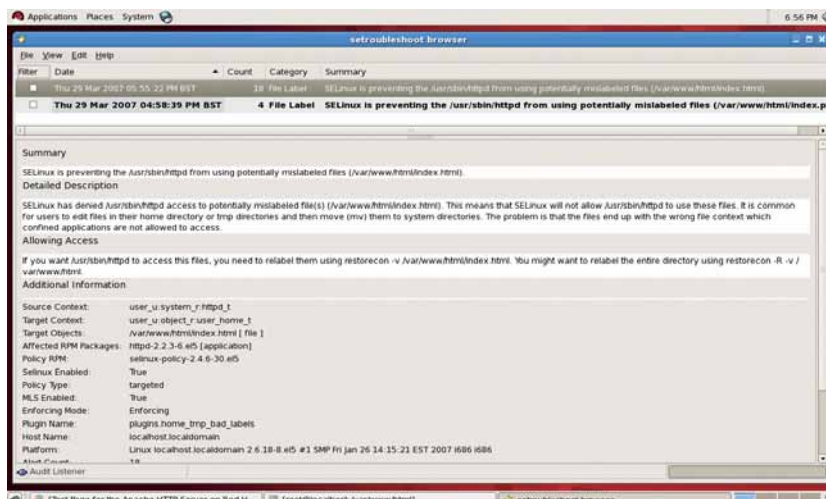 Applications Places System
6:56 PM
setroubleshoot browser
File View Edit Help
Filter Date Count Category Summary
Thu 29 Mar 2007 05:55:22 PM BST 18 File Label SELinux is preventing the /usr/sbin/httpd from using potentially mislabeled files (/var/www/html/index.html)
Thu 29 Mar 2007 04:58:39 PM BST 4 File Label SELinux is preventing the /usr/sbin/httpd from using potentially mislabeled files (/var/www/html/index.p
Summary
SELinux is preventing the /usr/sbin/httpd from using potentially mislabeled files (/var/www/html/index.html).
Detailed Description
SELinux has denied /usr/sbin/httpd access to potentially mislabeled file(s) (/var/www/html/index.html). This means that SELinux will not allow /usr/sbin/httpd to use these files. It is common
for users to edit files in their home directory or tmp directories and then move (mv) them to system directories. The problem is that the files end up with the wrong file context which
confined applications are not allowed to access.
Allowing Access
If you want /usr/sbin/httpd to access this files, you need to relabel them using restorecon -v /var/www/html/index.html. You might want to relabel the entire directory using restorecon -R -v /
var/www/html.
Additional Information
Source Context: user_u:system_r:httpd_t
Target Context: user_u:object_r:user_home_t
Target Objects: /var/www/html/index.html [ file ]
Affected RPM Packages: httpd-2.2.3-6.el5 [application]
Policy RPM: selinux-policy-2.4.6-30.el5
Selinux Enabled: True
Policy Type: targeted
MLS Enabled: True
Enforcing Mode: Enforcing
Plugin Name: plugins.home_tmp_bad_labels
Host Name: localhost.localdomain
Platform: Linux localhost.localdomain 2.6.18-8.el5 #1 SMP Fri Jan 26 14:15:21 EST 2007 i686 i686
Alert Count: 18
Audit Listener